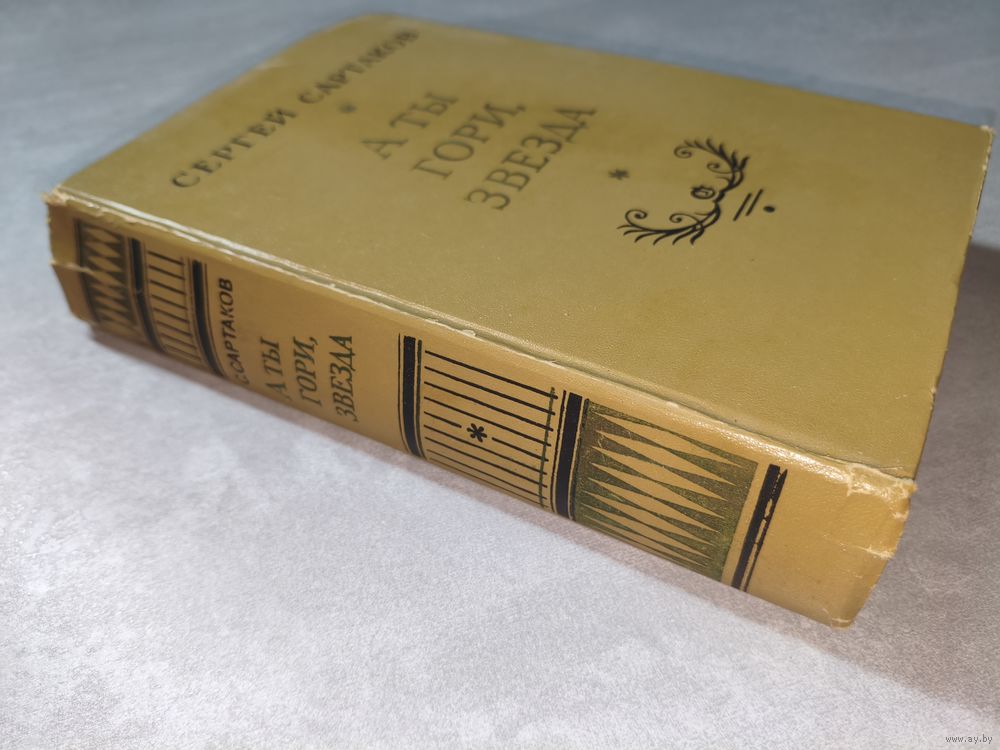 СЕРГЕЙ САРТАКОВ
*
А ТЫ
ГОРИ,
ЗВЕЗДА
*
С.САРТАКОВ
А ТЫ
ГОРИ,
ЗВЕЗДА
*
www.ay.by